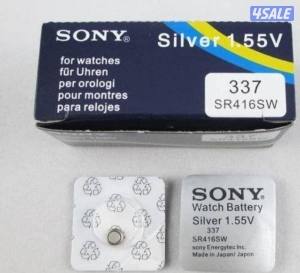 4SALE
SONY
Silver 1.55V
for watches
für Uhren
per orologi
pour montres
para relojes
337
SR416SW
SONY
Watch Battery
Silver 1.55V
337
SR416SW
sony Energytec Inc.
Made in Japan/ Japon